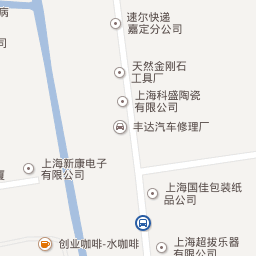 病
速尔快递
嘉定分公司
司
天然金刚石
工具厂
上海科盛陶瓷
有限公司
丰达汽车修理厂
上海新康电子
有限公司
厦
上海国佳包装纸
品公司
创业咖啡-水咖啡
上海超拔乐器
有限公司